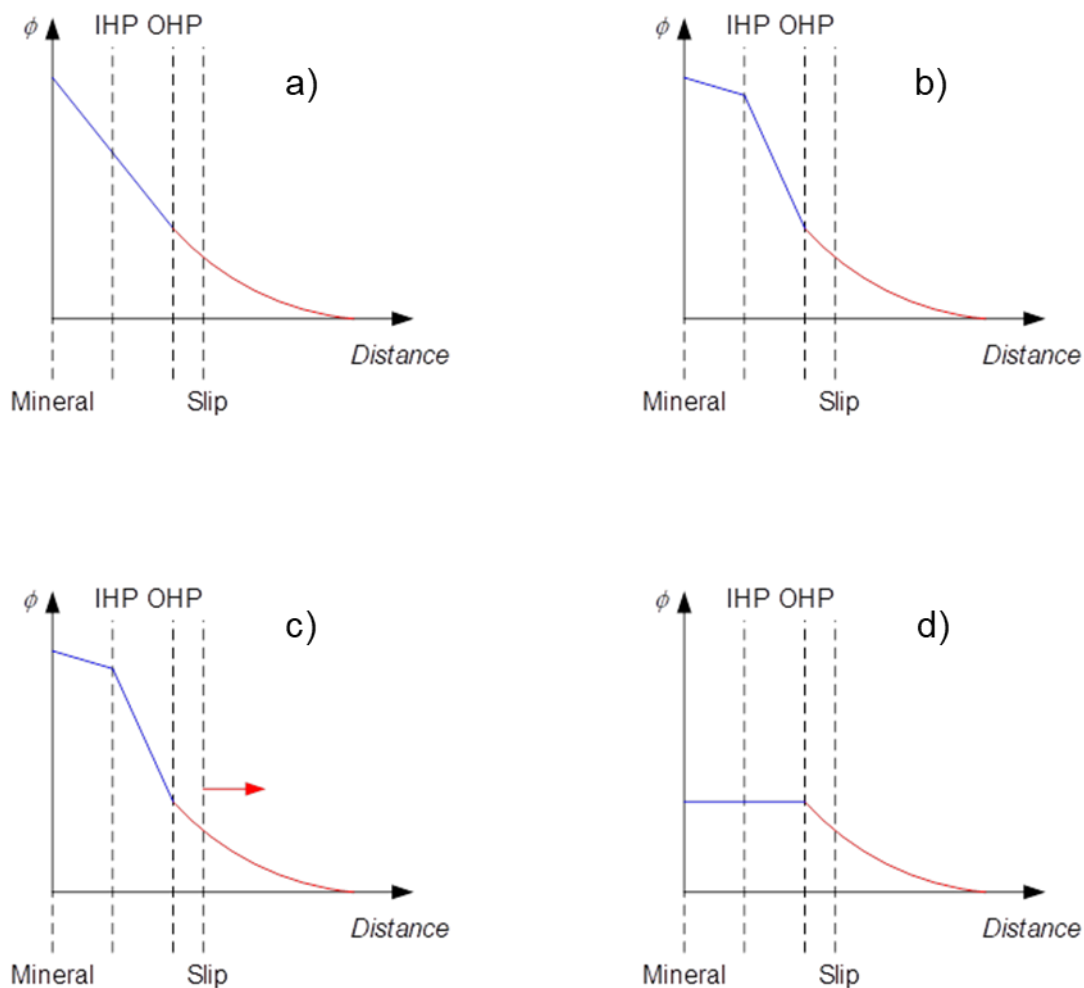 ϕ IHP OHP
a)
Distance
Mineral Slip
ϕ IHP OHP
b)
Distance
Mineral Slip
ϕ IHP OHP
c)
Distance
Mineral Slip
ϕ IHP OHP
d)
Distance
Mineral Slip